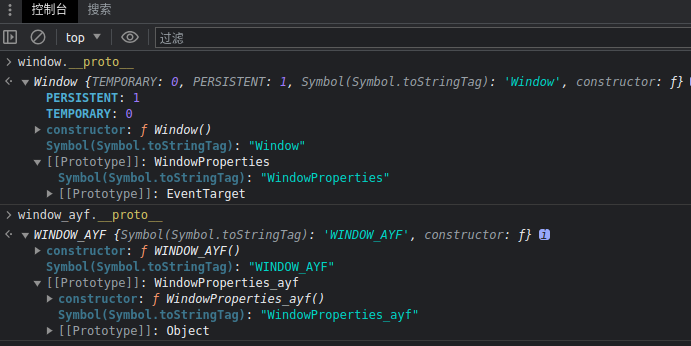 控制台 搜索
top 过滤
window.__proto__
Window {TEMPORARY: 0, PERSISTENT: 1, Symbol(Symbol.toStringTag): 'Window', constructor: ƒ}
PERSISTENT: 1
TEMPORARY: 0
constructor: ƒ Window()
Symbol(Symbol.toStringTag): "Window"
[[Prototype]]: WindowProperties
Symbol(Symbol.toStringTag): "WindowProperties"
[[Prototype]]: EventTarget
window_ayf.__proto__
WINDOW_AYF {Symbol(Symbol.toStringTag): 'WINDOW_AYF', constructor: ƒ} i
constructor: ƒ WINDOW_AYF()
Symbol(Symbol.toStringTag): "WINDOW_AYF"
[[Prototype]]: WindowProperties_ayf
constructor: ƒ WindowProperties_ayf()
Symbol(Symbol.toStringTag): "WindowProperties_ayf"
[[Prototype]]: Object